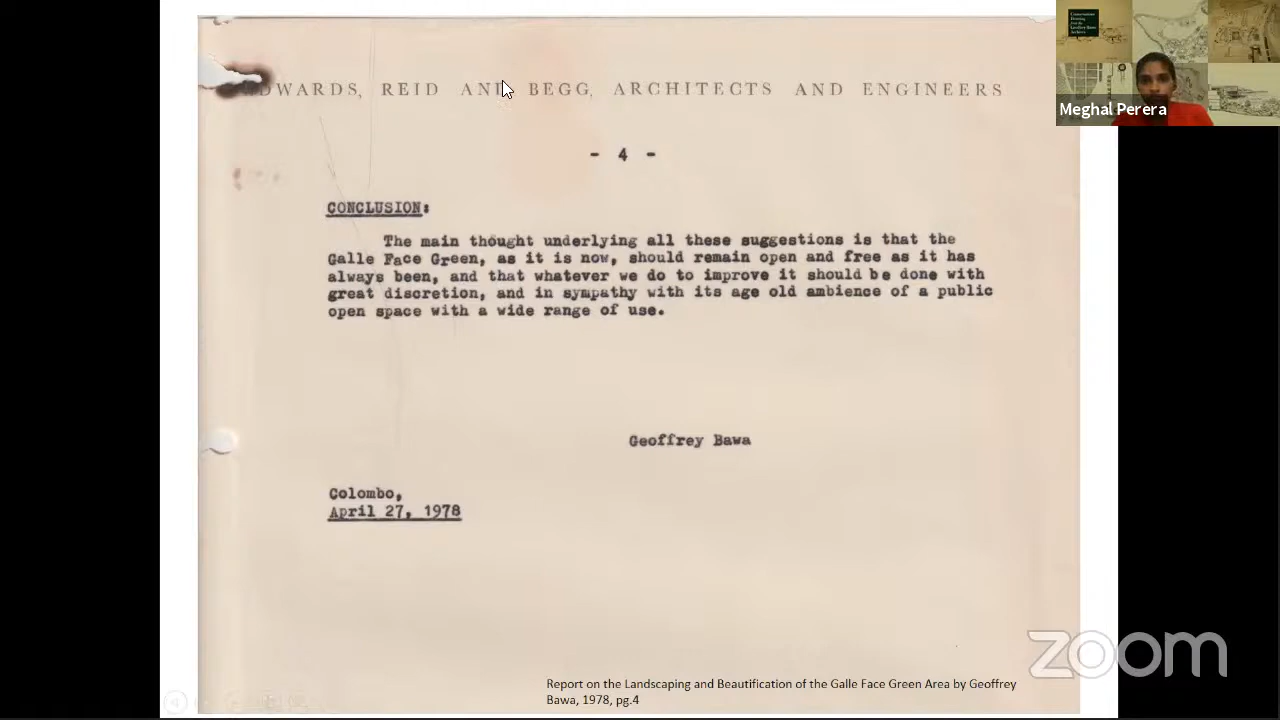 EDWARDS, REID AND BEGG, ARCHITECTS AND ENGINEERS
Meghal Perera
- 4 -
CONCLUSION:
The main thought underlying all these suggestions is that the
Galle Face Green, as it is now, should remain open and free as it has
always been, and that whatever we do to improve it should be done with
great discretion, and in sympathy with its age old ambience of a public
open space with a wide range of use.
Geoffrey Bawa
Colombo,
April 27, 1978
zoom
Report on the Landscaping and Beautification of the Galle Face Green Area by Geoffrey
Bawa, 1978, pg.4